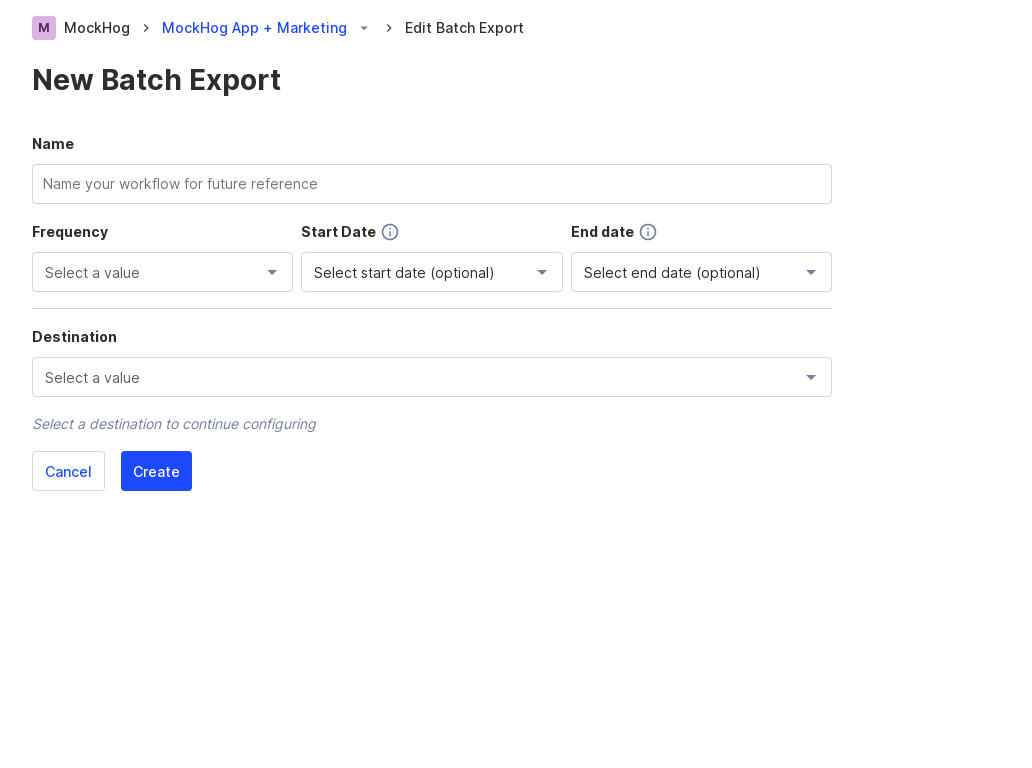 M MockHog MockHog App + Marketing Edit Batch Export
New Batch Export
Name
Name your workflow for future reference
Frequency Start Date End date
Select a value Select start date (optional) Select end date (optional)
Destination
Select a value
Select a destination to continue configuring
Cancel Create